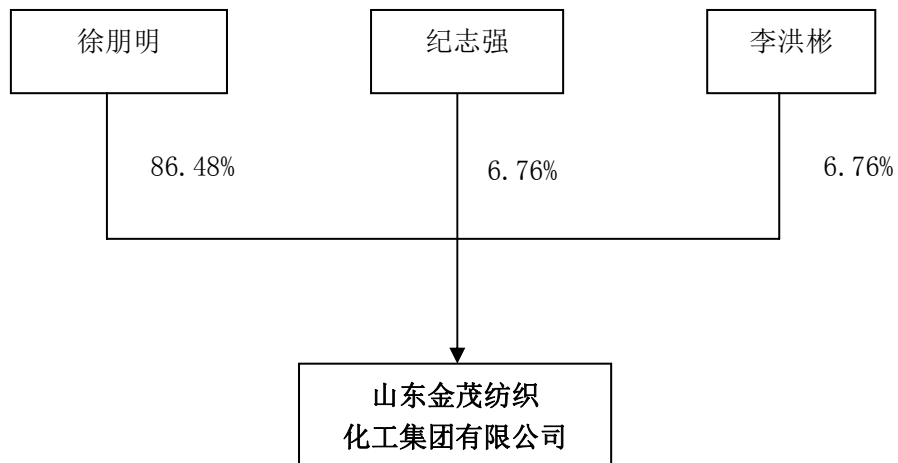 徐朋明
纪志强
李洪彬
86.48%
6.76%
6.76%
山东金茂纺织
化工集团有限公司